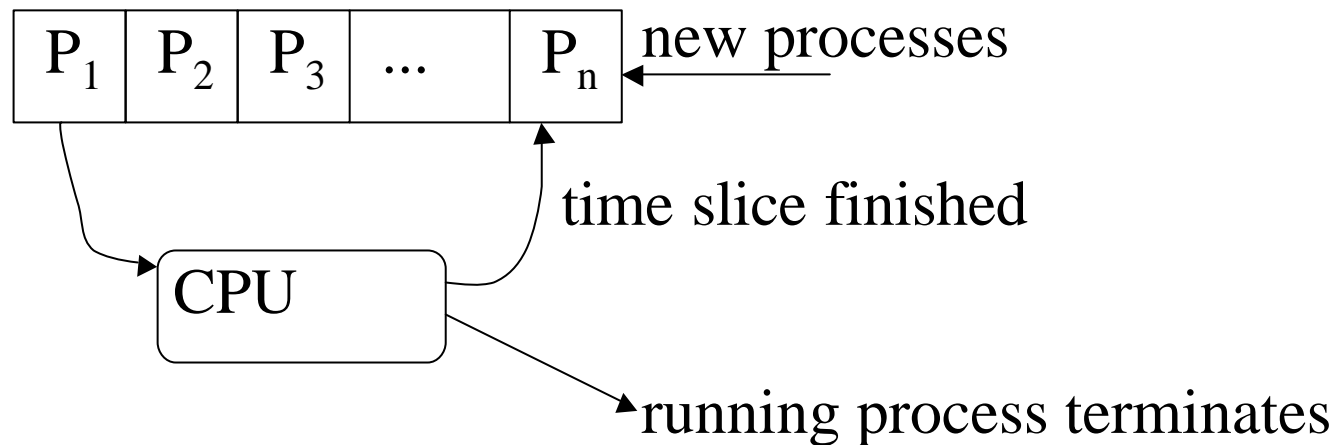 P₁ P₂ P₃ ... Pₙ new processes
time slice finished
CPU
running process terminates